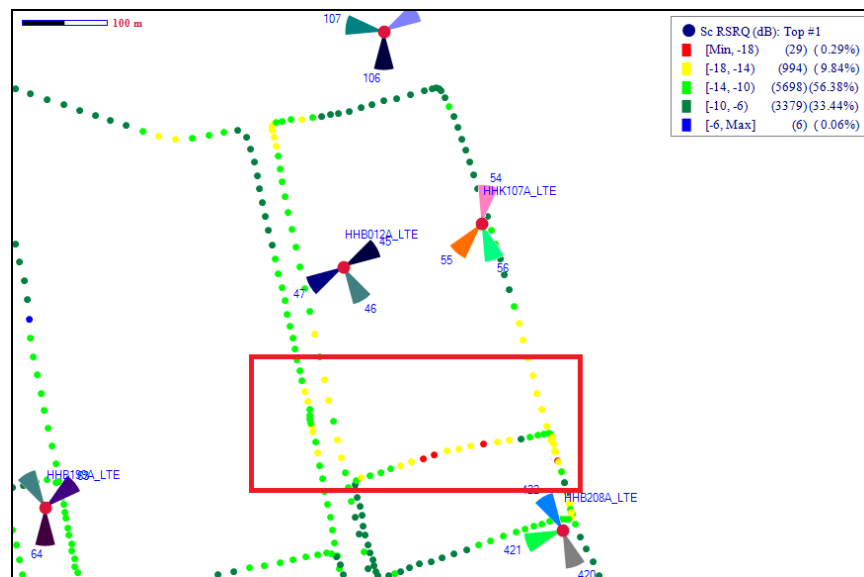 100 m
107
106
Sc RSRQ (dB): Top #1
[Min, -18) (29) ( 0.29%)
[-18, -14) (994) ( 9.84%)
[-14, -10) (5698) (56.38%)
[-10, -6) (3379) (33.44%)
[-6, Max] (6) ( 0.06%)
54
HHK107A_LTE
55
56
HHB012A_LTE
45
47
46
HHB199A_LTE
64
HHB208A_LTE
421
420